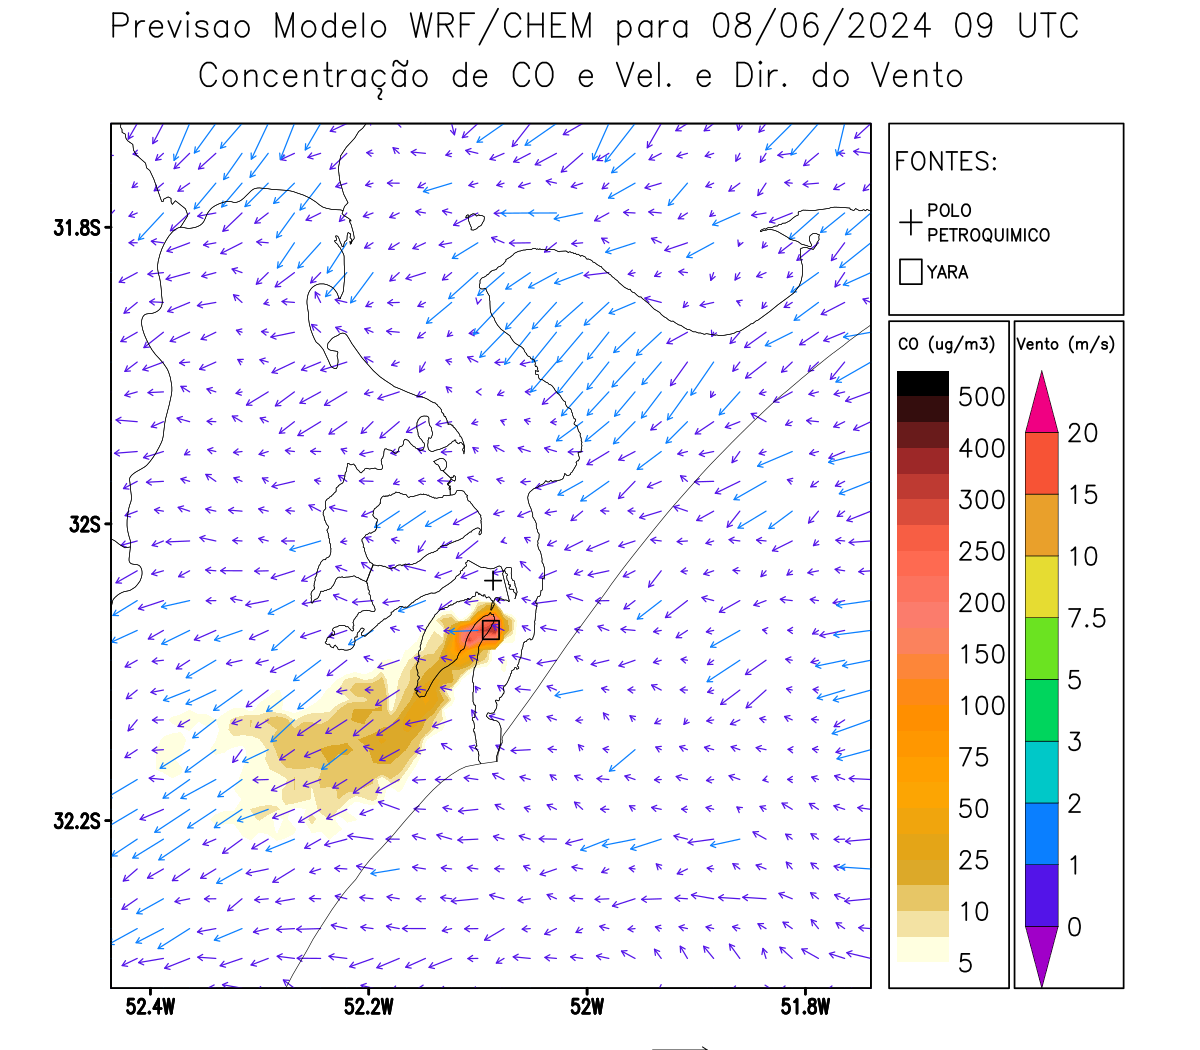 Previsao Modelo WRF/CHEM para 08/06/2024 09 UTC
Concentração de CO e Vel. e Dir. do Vento
FONTES:
POLO
PETROQUIMICO
YARA
CO (ug/m3)
500
400
300
250
200
150
100
75
50
25
10
5
Vento (m/s)
20
15
10
7.5
5
3
2
1
0
31.8S
32S
32.2S
52.4W
52.2W
52W
51.8W